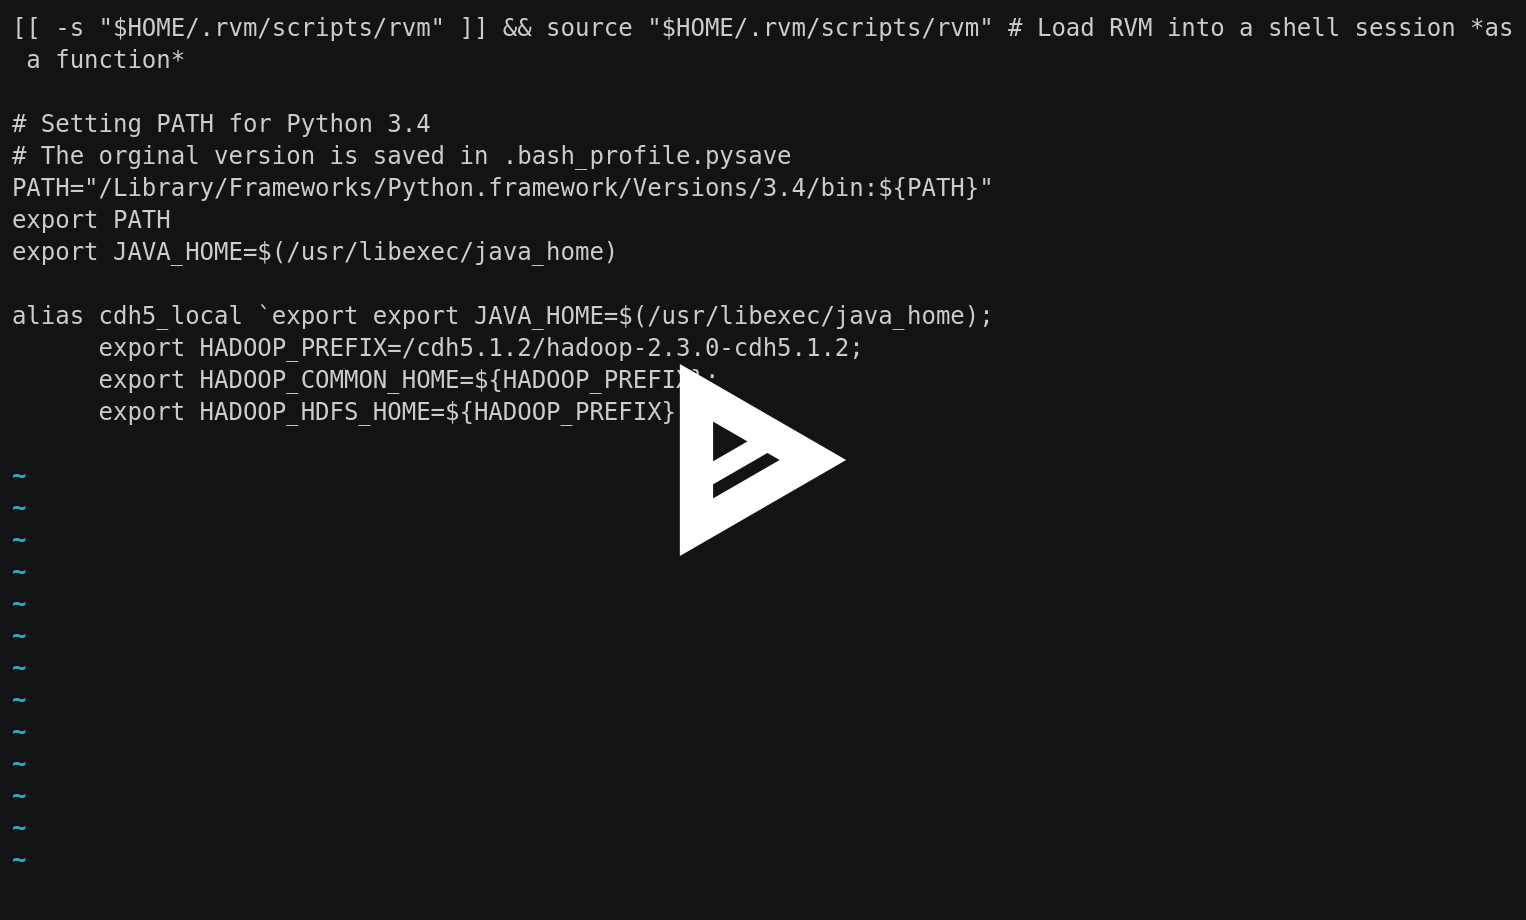 [[ -s "$HOME/.rvm/scripts/rvm" ]] && source "$HOME/.rvm/scripts/rvm" # Load RVM into a shell session *as
 a function*

# Setting PATH for Python 3.4
# The orginal version is saved in .bash_profile.pysave
PATH="/Library/Frameworks/Python.framework/Versions/3.4/bin:${PATH}"
export PATH
export JAVA_HOME=$(/usr/libexec/java_home)

alias cdh5_local `export export JAVA_HOME=$(/usr/libexec/java_home);
      export HADOOP_PREFIX=/cdh5.1.2/hadoop-2.3.0-cdh5.1.2;
      export HADOOP_COMMON_HOME=${HADOOP_PREFIX};
      export HADOOP_HDFS_HOME=${HADOOP_PREFIX}

~
~
~
~
~
~
~
~
~
~
~
~
~